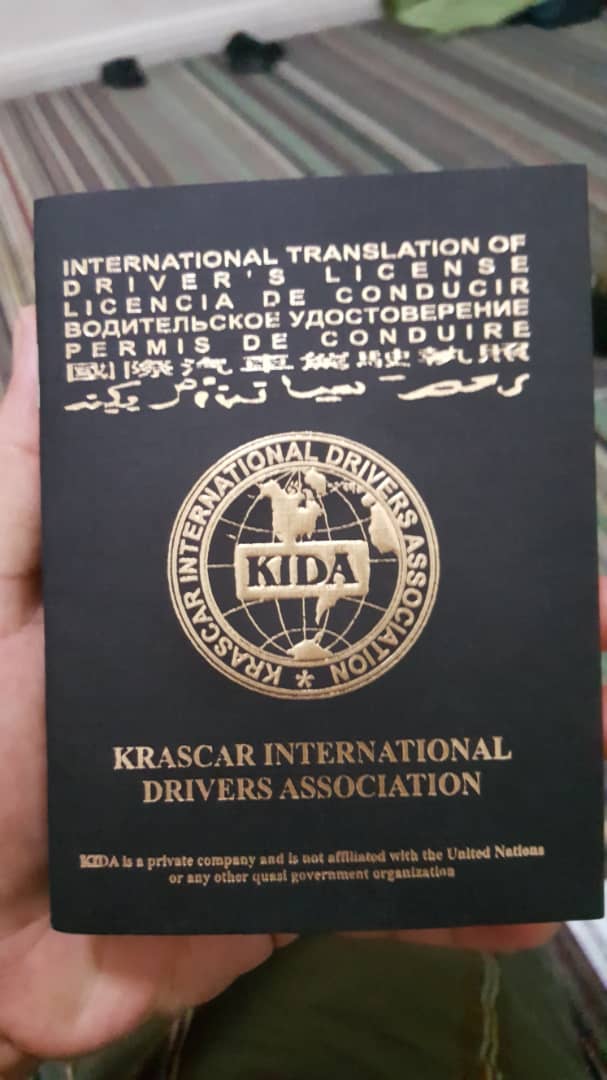 INTERNATIONAL TRANSLATION OF
DRIVER'S LICENSE
LICENCIA DE CONDUCIR
ВОДИТЕЛЬСКОЕ УДОСТОВЕРЕНИЕ
PERMIS DE CONDUIRE
KRASCAR INTERNATIONAL DRIVERS ASSOCIATION *
KIDA
KRASCAR INTERNATIONAL
DRIVERS ASSOCIATION
KIDA is a private company and is not affiliated with the United Nations
or any other quasi government organization